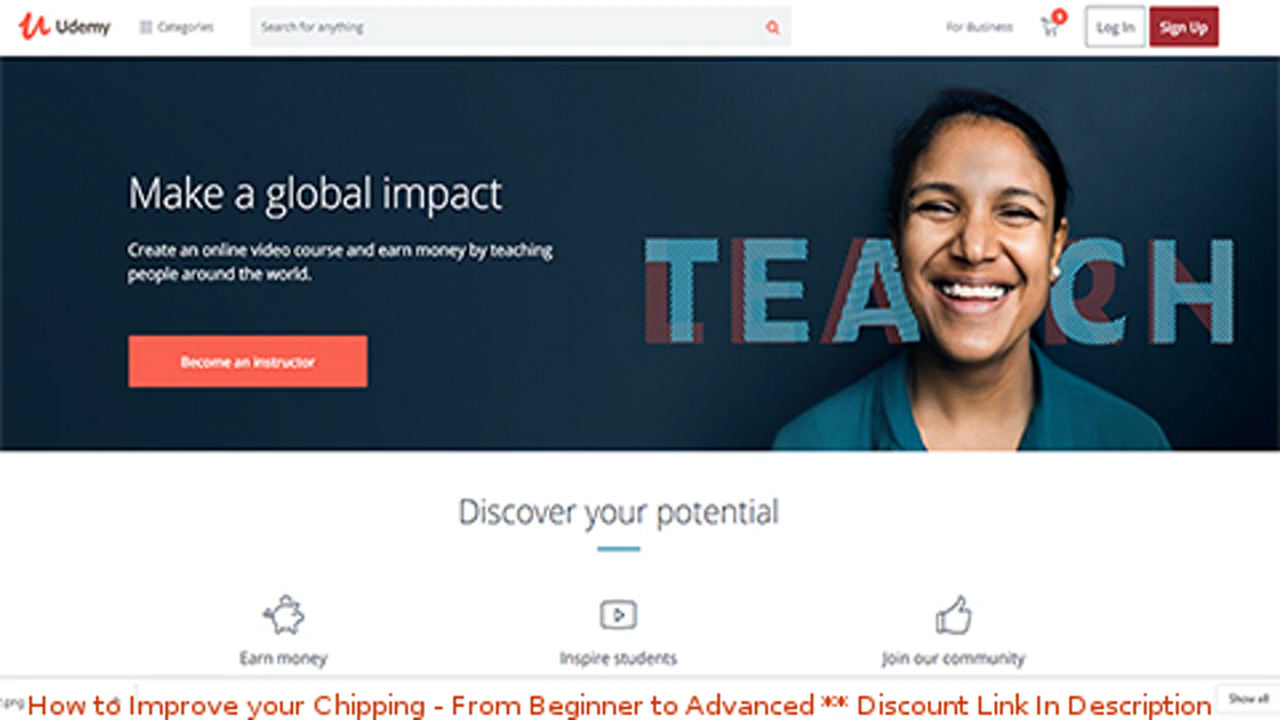 Udemy
Categories
Search for anything
For Business
Log In
Sign Up
Make a global impact
Create an online video course and earn money by teaching
people around the world.
Become an instructor
TEACH
Discover your potential
Earn money
Inspire students
Join our community
.png
How to Improve your Chipping - From Beginner to Advanced ** Discount Link In Description
Show all